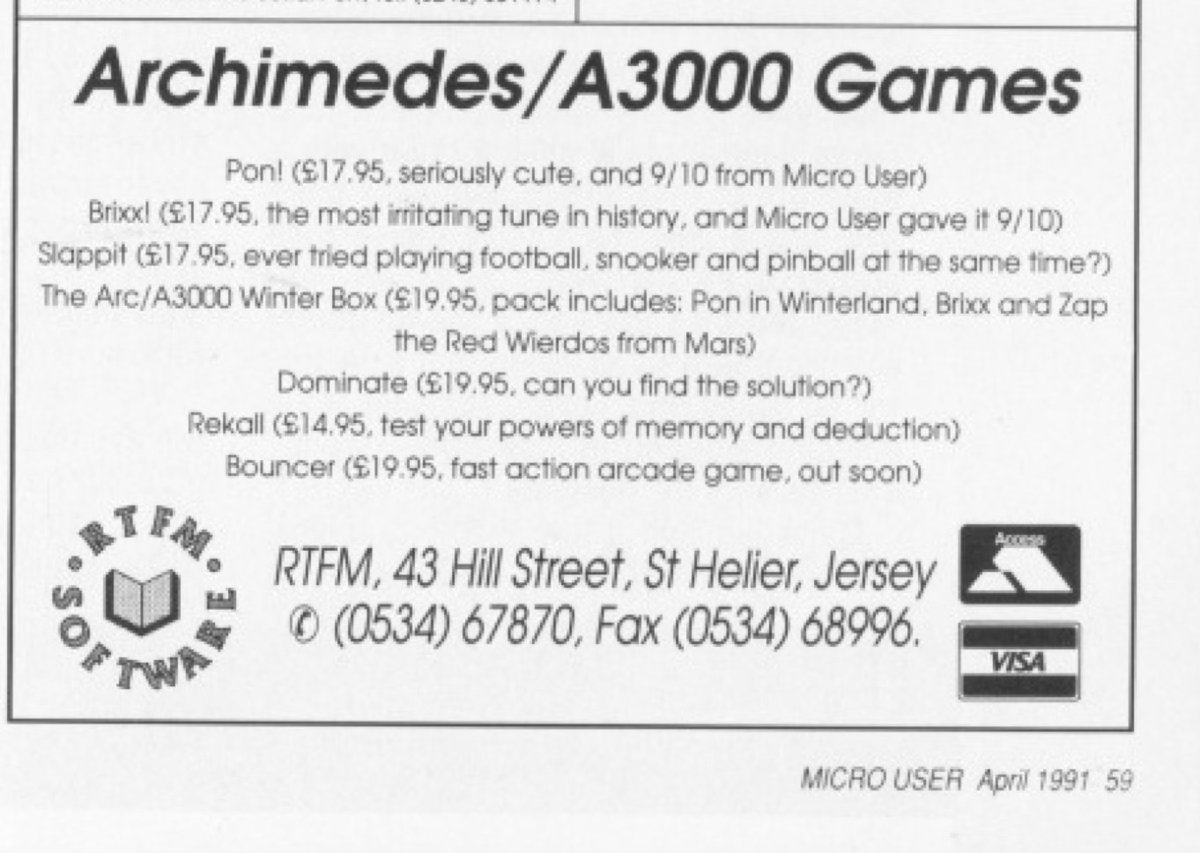 Archimedes/A3000 Games
Pon! (£17.95, seriously cute, and 9/10 from Micro User)
Brixx! (£17.95, the most irritating tune in history, and Micro User gave it 9/10)
Slappit (£17.95, ever tried playing football, snooker and pinball at the same time?)
The Arc/A3000 Winter Box (£19.95, pack includes: Pon in Winterland, Brixx and Zap
the Red Wierdos from Mars)
Dominate (£19.95, can you find the solution?)
Rekall (£14.95, test your powers of memory and deduction)
Bouncer (£19.95, fast action arcade game, out soon)
RTFM
SOFTWARE
RTFM, 43 Hill Street, St Helier, Jersey
✆ (0534) 67870, Fax (0534) 68996.
Access
VISA
MICRO USER April 1991 59